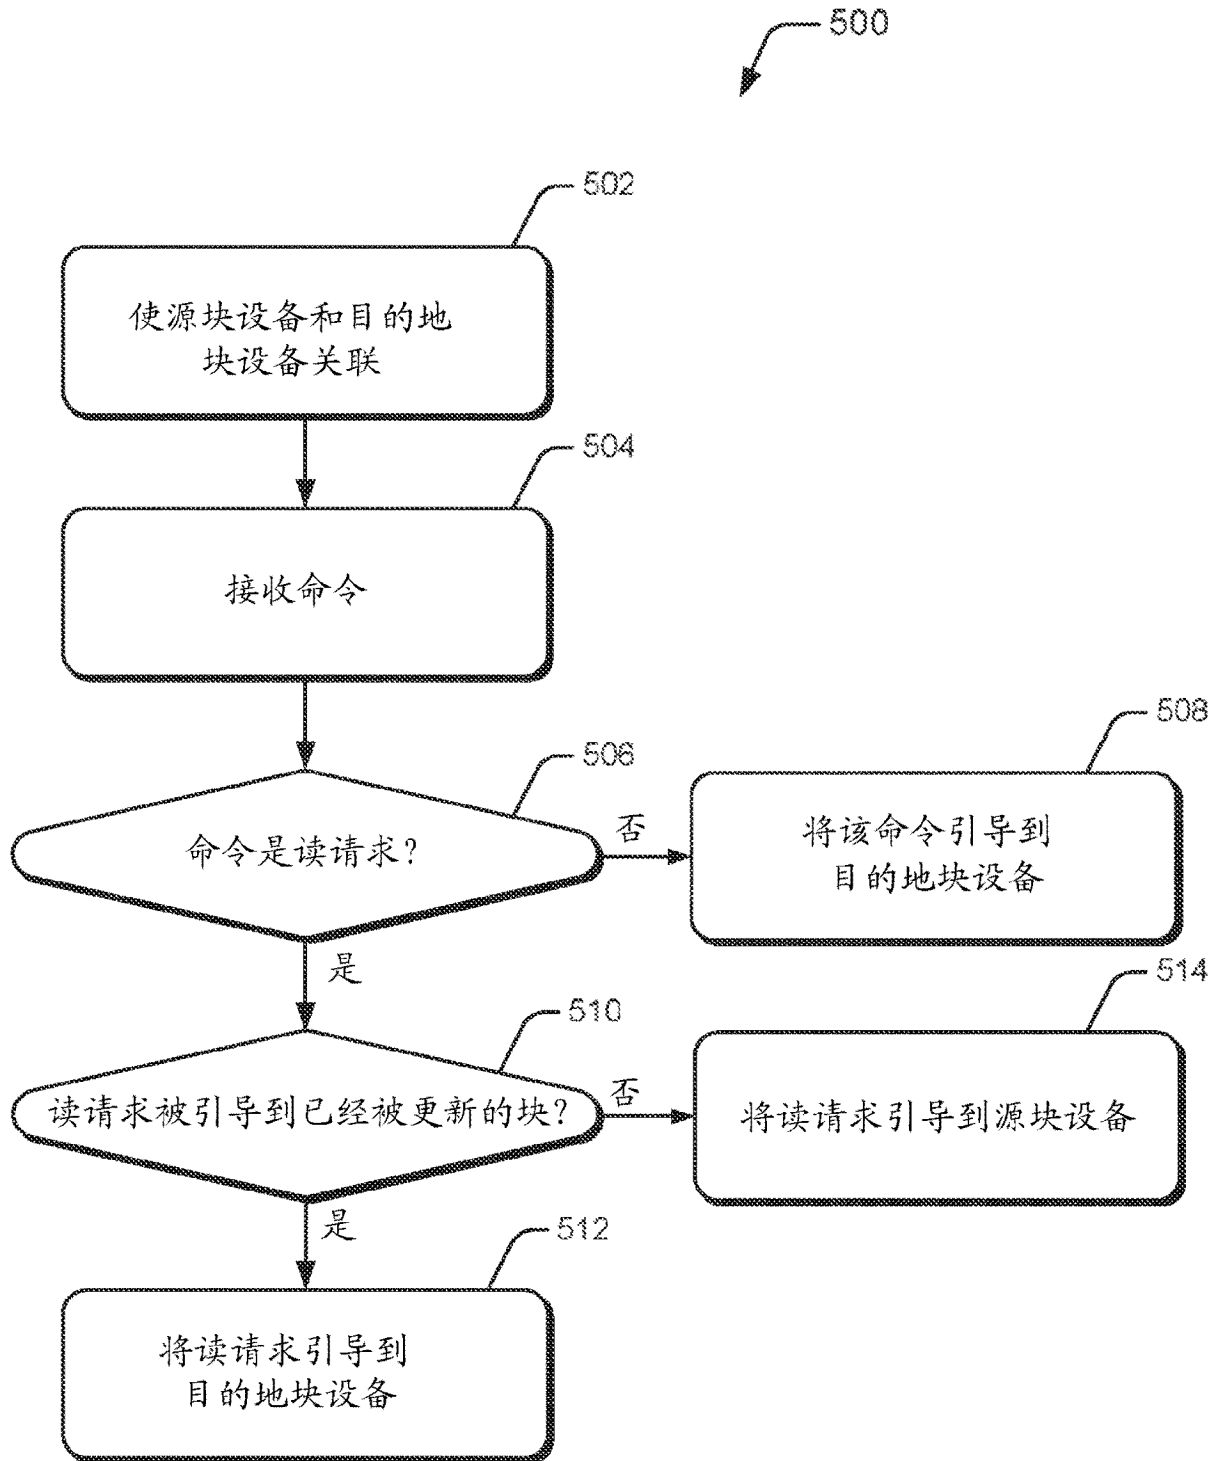 500
502
使源块设备和目的地
块设备关联
504
接收命令
506
命令是读请求?
否
508
将该命令引导到
目的地块设备
是
510
读请求被引导到已经被更新的块?
否
514
将读请求引导到源块设备
是
512
将读请求引导到
目的地块设备